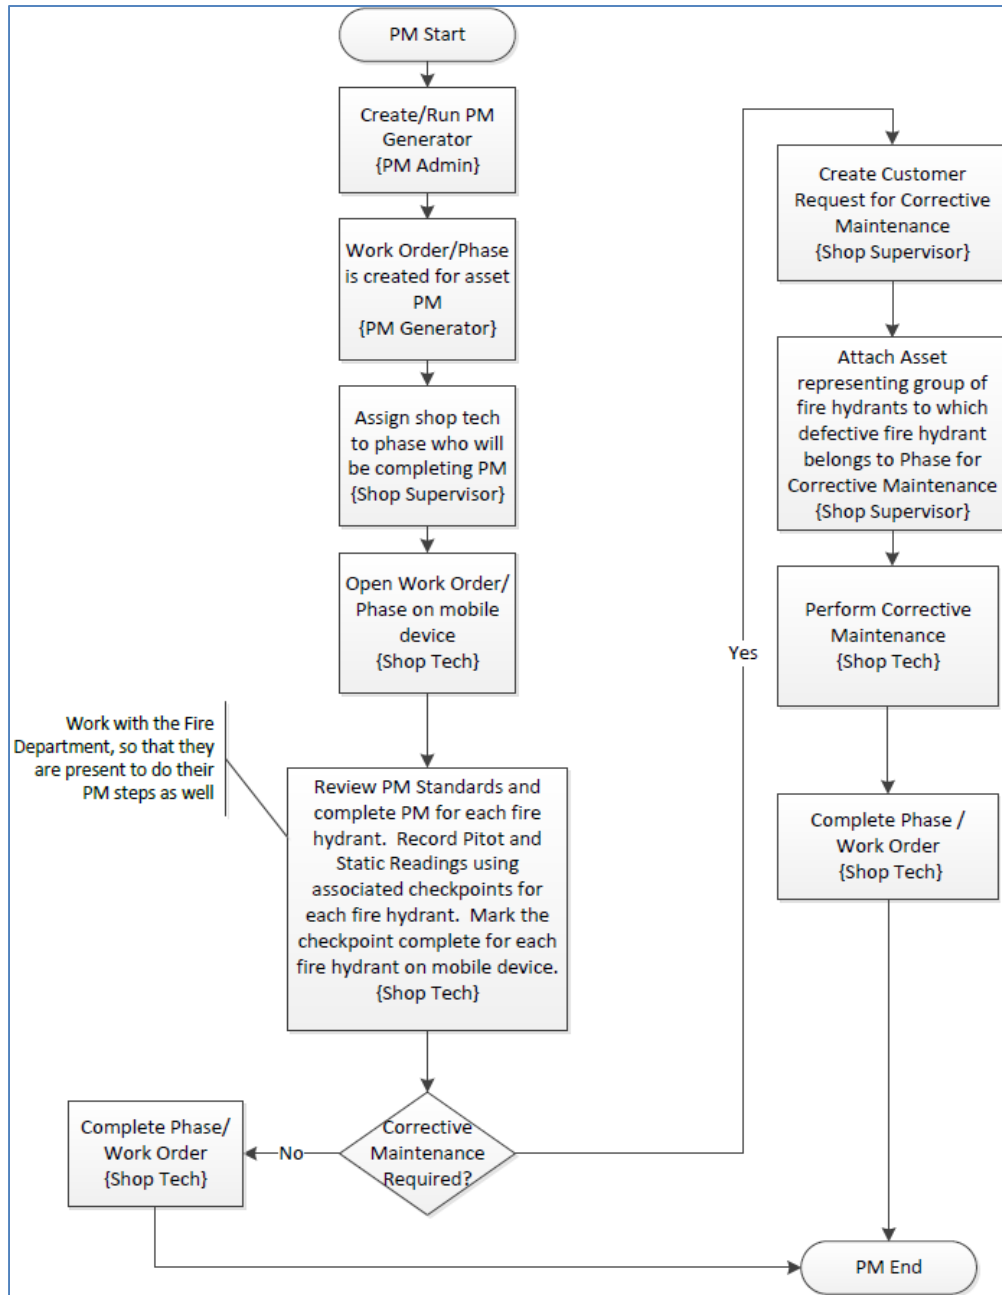 PM Start
Create/Run PM
Generator
{PM Admin}
Work Order/Phase
is created for asset
PM
{PM Generator}
Assign shop tech
to phase who will
be completing PM
{Shop Supervisor}
Open Work Order/
Phase on mobile
device
{Shop Tech}
Work with the Fire
Department, so that they
are present to do their
PM steps as well
Review PM Standards and
complete PM for each fire
hydrant.  Record Pitot and
Static Readings using
associated checkpoints for
each fire hydrant.  Mark the
checkpoint complete for each
fire hydrant on mobile device.
{Shop Tech}
Corrective
Maintenance
Required?
No
Complete Phase/
Work Order
{Shop Tech}
Yes
Create Customer
Request for Corrective
Maintenance
{Shop Supervisor}
Attach Asset
representing group of
fire hydrants to which
defective fire hydrant
belongs to Phase for
Corrective Maintenance
{Shop Supervisor}
Perform Corrective
Maintenance
{Shop Tech}
Complete Phase /
Work Order
{Shop Tech}
PM End